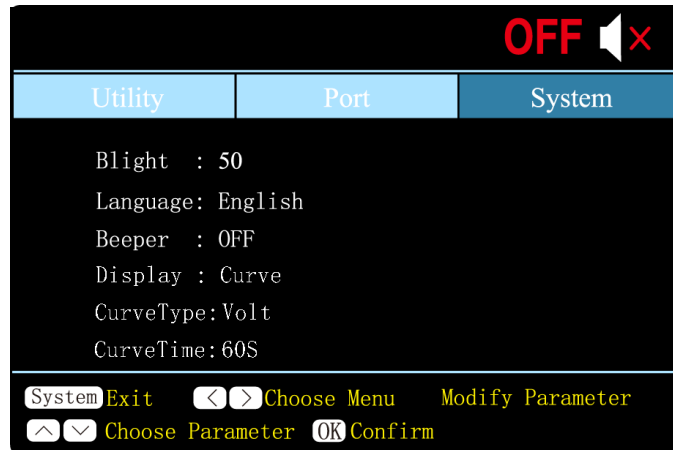 OFF
Utility Port System
Blight : 50
Language: English
Beeper : OFF
Display : Curve
CurveType:Volt
CurveTime:60S
System Exit < > Choose Menu Modify Parameter
Choose Parameter OK Confirm